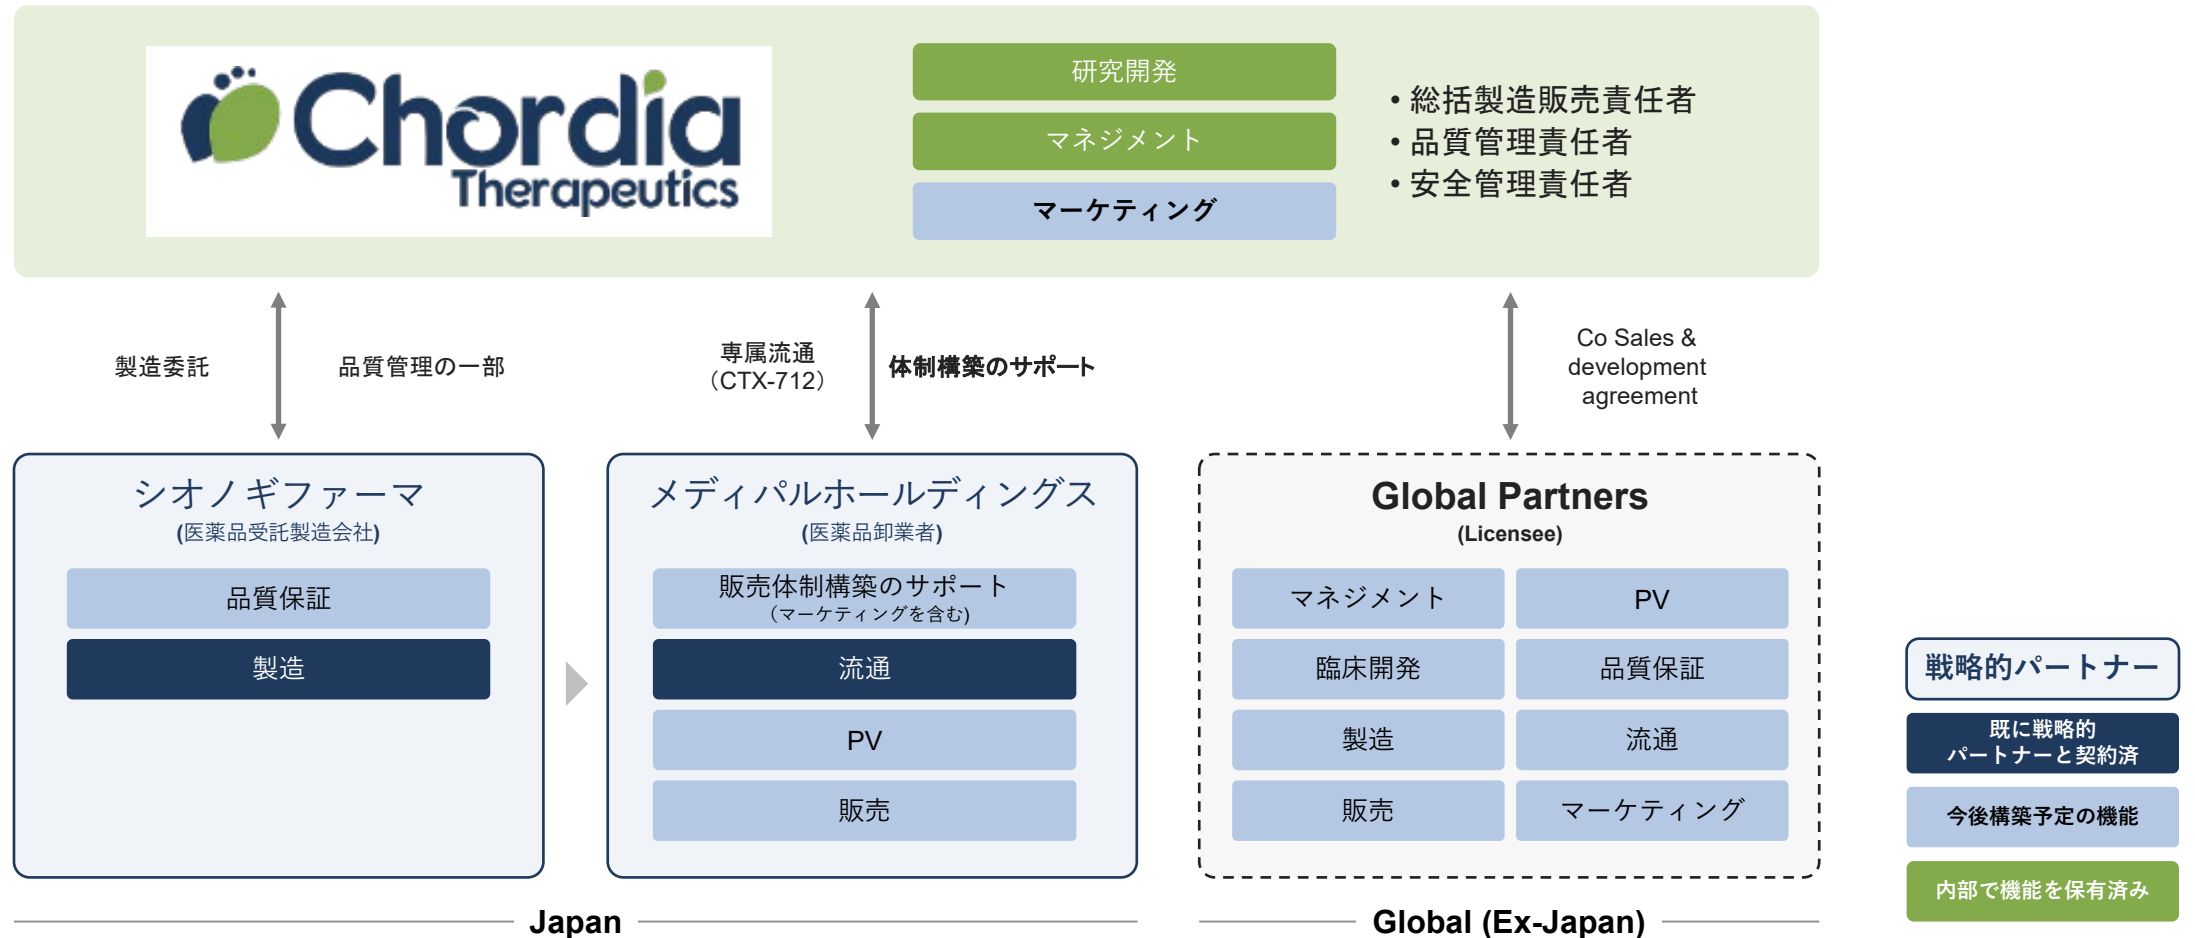 Chordia
Therapeutics
研究開発
マネジメント
マーケティング
• 総括製造販売責任者
• 品質管理責任者
• 安全管理責任者
製造委託
品質管理の一部
専属流通
（CTX-712）
体制構築のサポート
Co Sales &
development
agreement
シオノギファーマ
(医薬品受託製造会社)
品質保証
製造
メディパルホールディングス
(医薬品卸業者)
販売体制構築のサポート
（マーケティングを含む)
流通
PV
販売
Global Partners
(Licensee)
マネジメント
PV
臨床開発
品質保証
製造
流通
販売
マーケティング
戦略的パートナー
既に戦略的
パートナーと契約済
今後構築予定の機能
内部で機能を保有済み
Japan
Global (Ex-Japan)